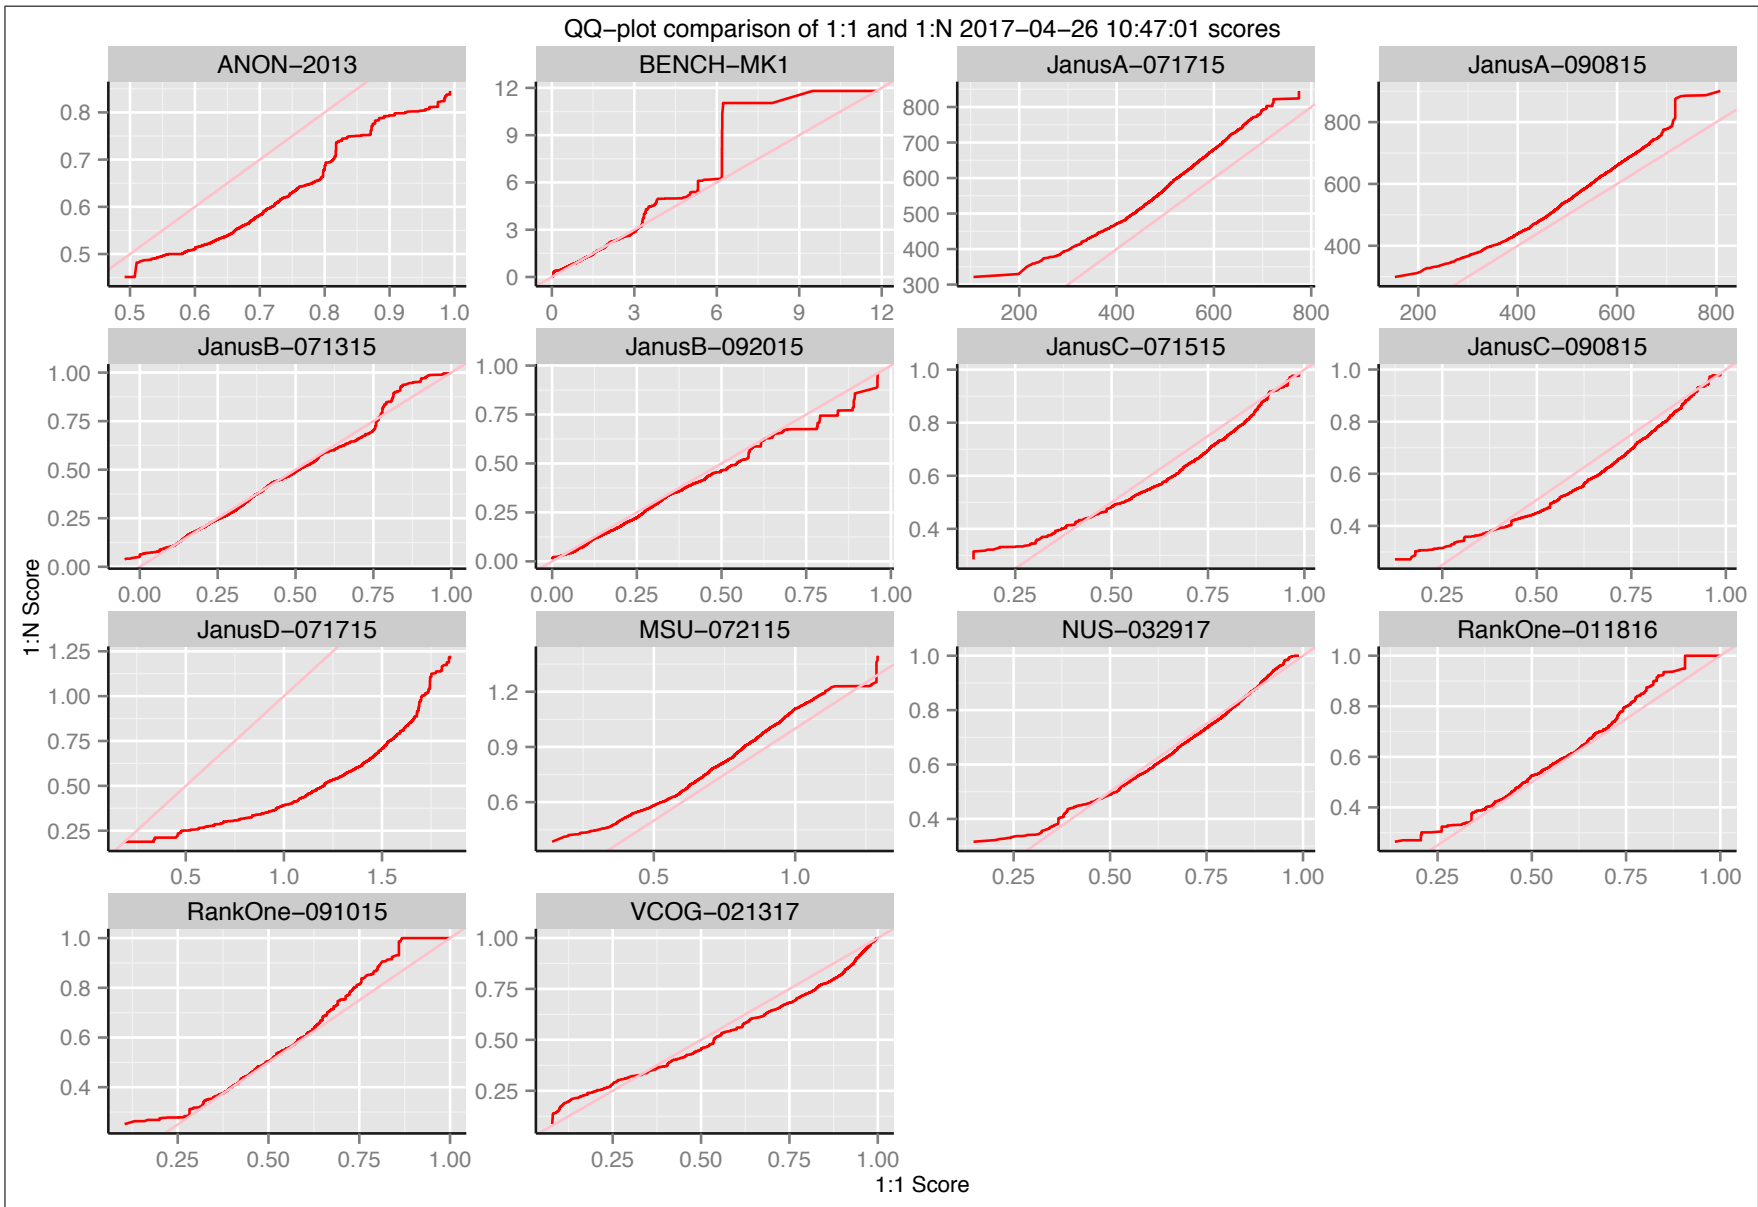 QQ−plot comparison of 1:1 and 1:N 2017−04−26 10:47:01 scores
ANON−2013
BENCH−MK1
JanusA−071715
JanusA−090815
0.8
0.7
0.6
0.5
0.5 0.6 0.7 0.8 0.9 1.0
12
9
6
3
0
0 3 6 9 12
800
700
600
500
400
300
200 400 600 800
800
600
400
200 400 600 800
JanusB−071315
JanusB−092015
JanusC−071515
JanusC−090815
1.00
0.75
0.50
0.25
0.00
0.00 0.25 0.50 0.75 1.00
1.00
0.75
0.50
0.25
0.00
0.00 0.25 0.50 0.75 1.00
1.0
0.8
0.6
0.4
0.25 0.50 0.75 1.00
1.0
0.8
0.6
0.4
0.25 0.50 0.75 1.00
1:N Score
JanusD−071715
MSU−072115
NUS−032917
RankOne−011816
1.25
1.00
0.75
0.50
0.25
0.5 1.0 1.5
1.2
0.9
0.6
0.5 1.0
1.0
0.8
0.6
0.4
0.25 0.50 0.75 1.00
1.0
0.8
0.6
0.4
0.25 0.50 0.75 1.00
RankOne−091015
VCOG−021317
1.0
0.8
0.6
0.4
0.25 0.50 0.75 1.00
1.00
0.75
0.50
0.25
0.25 0.50 0.75 1.00
1:1 Score